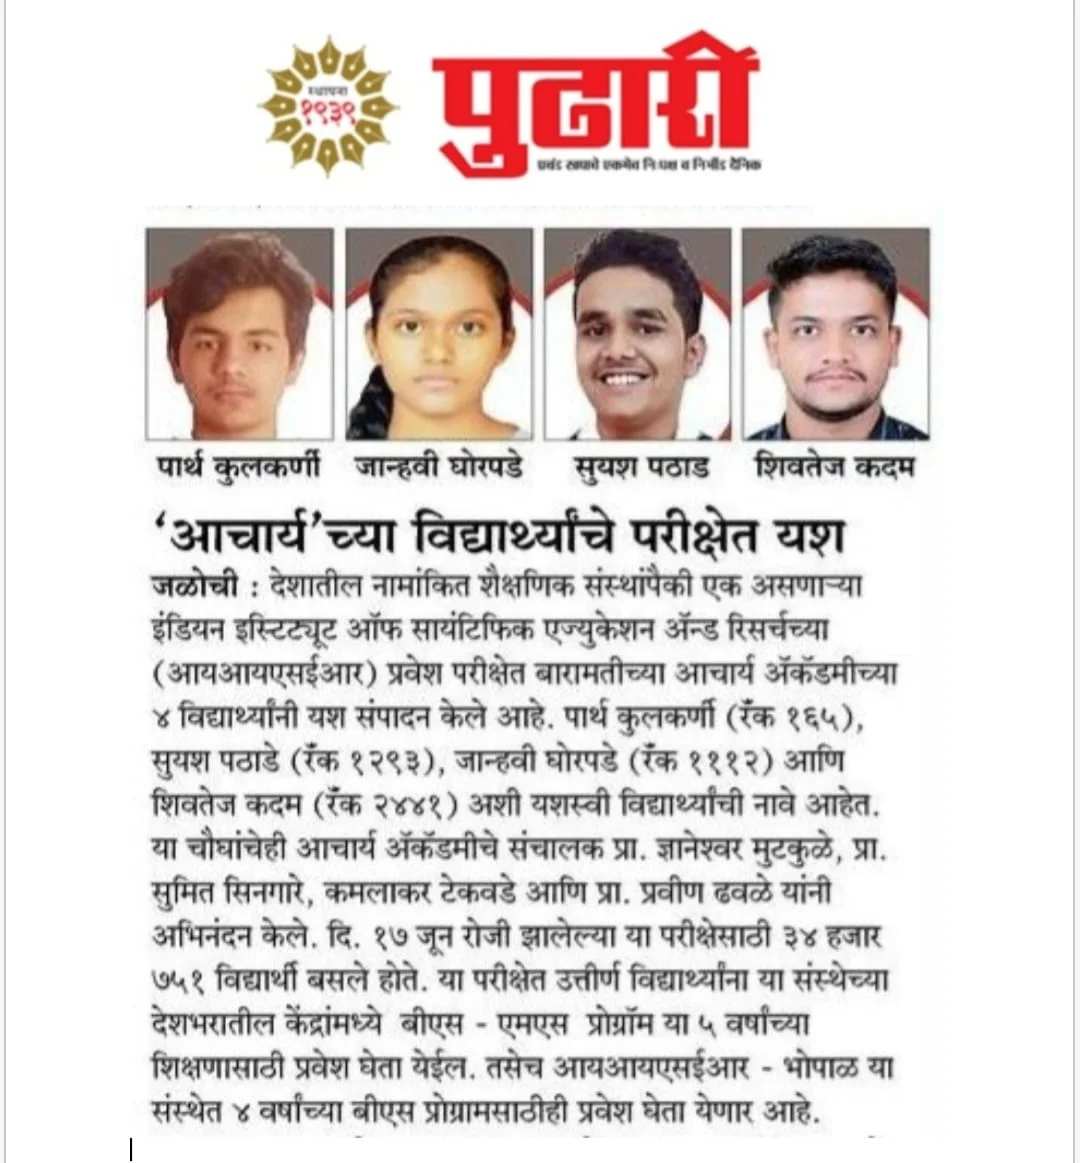 स्थापना
१९३९
पुढारी
प्रचंड खपाचे एकमेव निःपक्ष व निर्भीड दैनिक
पार्थ कुलकर्णी जान्हवी घोरपडे सुयश पठाड शिवतेज कदम
‘आचार्य’च्या विद्यार्थ्यांचे परीक्षेत यश
जळोची : देशातील नामांकित शैक्षणिक संस्थांपैकी एक असणाऱ्या
इंडियन इस्टिट्यूट ऑफ सायंटिफिक एज्युकेशन ॲन्ड रिसर्चच्या
(आयआयएसईआर) प्रवेश परीक्षेत बारामतीच्या आचार्य ॲकॅडमीच्या
४ विद्यार्थ्यांनी यश संपादन केले आहे. पार्थ कुलकर्णी (रँक १६५),
सुयश पठाडे (रँक १२९३), जान्हवी घोरपडे (रँक १११२) आणि
शिवतेज कदम (रँक २४४१) अशी यशस्वी विद्यार्थ्यांची नावे आहेत.
या चौघांचेही आचार्य ॲकॅडमीचे संचालक प्रा. ज्ञानेश्वर मुटकुळे, प्रा.
सुमित सिनगारे, कमलाकर टेकवडे आणि प्रा. प्रवीण ढवळे यांनी
अभिनंदन केले. दि. १७ जून रोजी झालेल्या या परीक्षेसाठी ३४ हजार
७५१ विद्यार्थी बसले होते. या परीक्षेत उत्तीर्ण विद्यार्थ्यांना या संस्थेच्या
देशभरातील केंद्रांमध्ये बीएस - एमएस प्रोग्रॅम या ५ वर्षांच्या
शिक्षणासाठी प्रवेश घेता येईल. तसेच आयआयएसईआर - भोपाळ या
संस्थेत ४ वर्षांच्या बीएस प्रोग्रामसाठीही प्रवेश घेता येणार आहे.